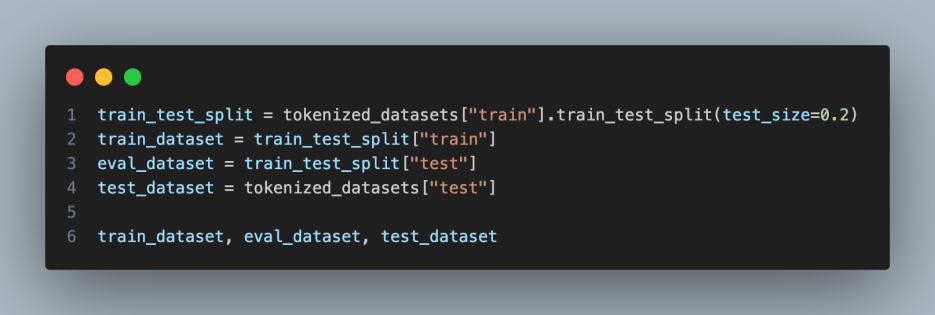 1 train_test_split = tokenized_datasets["train"].train_test_split(test_size=0.2)
2 train_dataset = train_test_split["train"]
3 eval_dataset = train_test_split["test"]
4 test_dataset = tokenized_datasets["test"]
5
6 train_dataset, eval_dataset, test_dataset